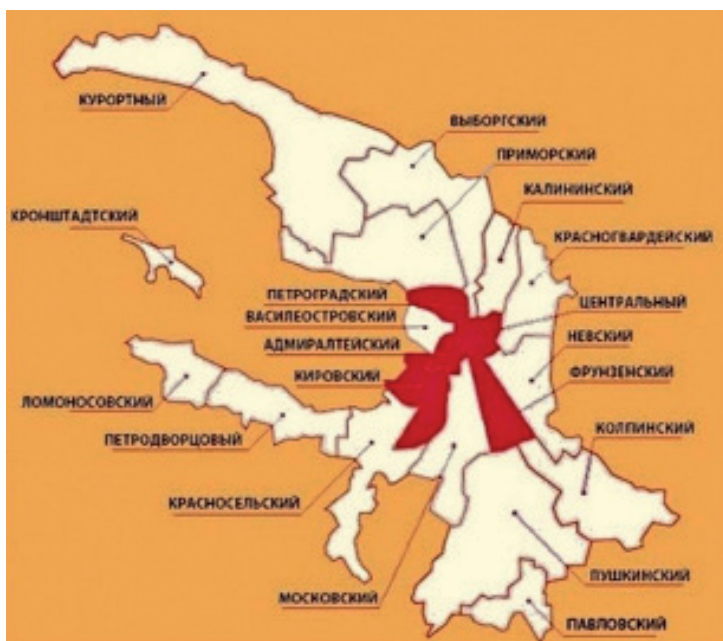 КУРОРТНЫЙ
ВЫБОРГСКИЙ
ПРИМОРСКИЙ
КАЛИНИНСКИЙ
КРОНШТАДТСКИЙ
КРАСНОГВАРДЕЙСКИЙ
ПЕТРОГРАДСКИЙ
ЦЕНТРАЛЬНЫЙ
ВАСИЛЕОСТРОВСКИЙ
НЕВСКИЙ
АДМИРАЛТЕЙСКИЙ
ФРУНЗЕНСКИЙ
КИРОВСКИЙ
ЛОМОНОСОВСКИЙ
КОЛПИНСКИЙ
ПЕТРОДВОРЦОВЫЙ
КРАСНОСЕЛЬСКИЙ
ПУШКИНСКИЙ
МОСКОВСКИЙ
ПАВЛОВСКИЙ